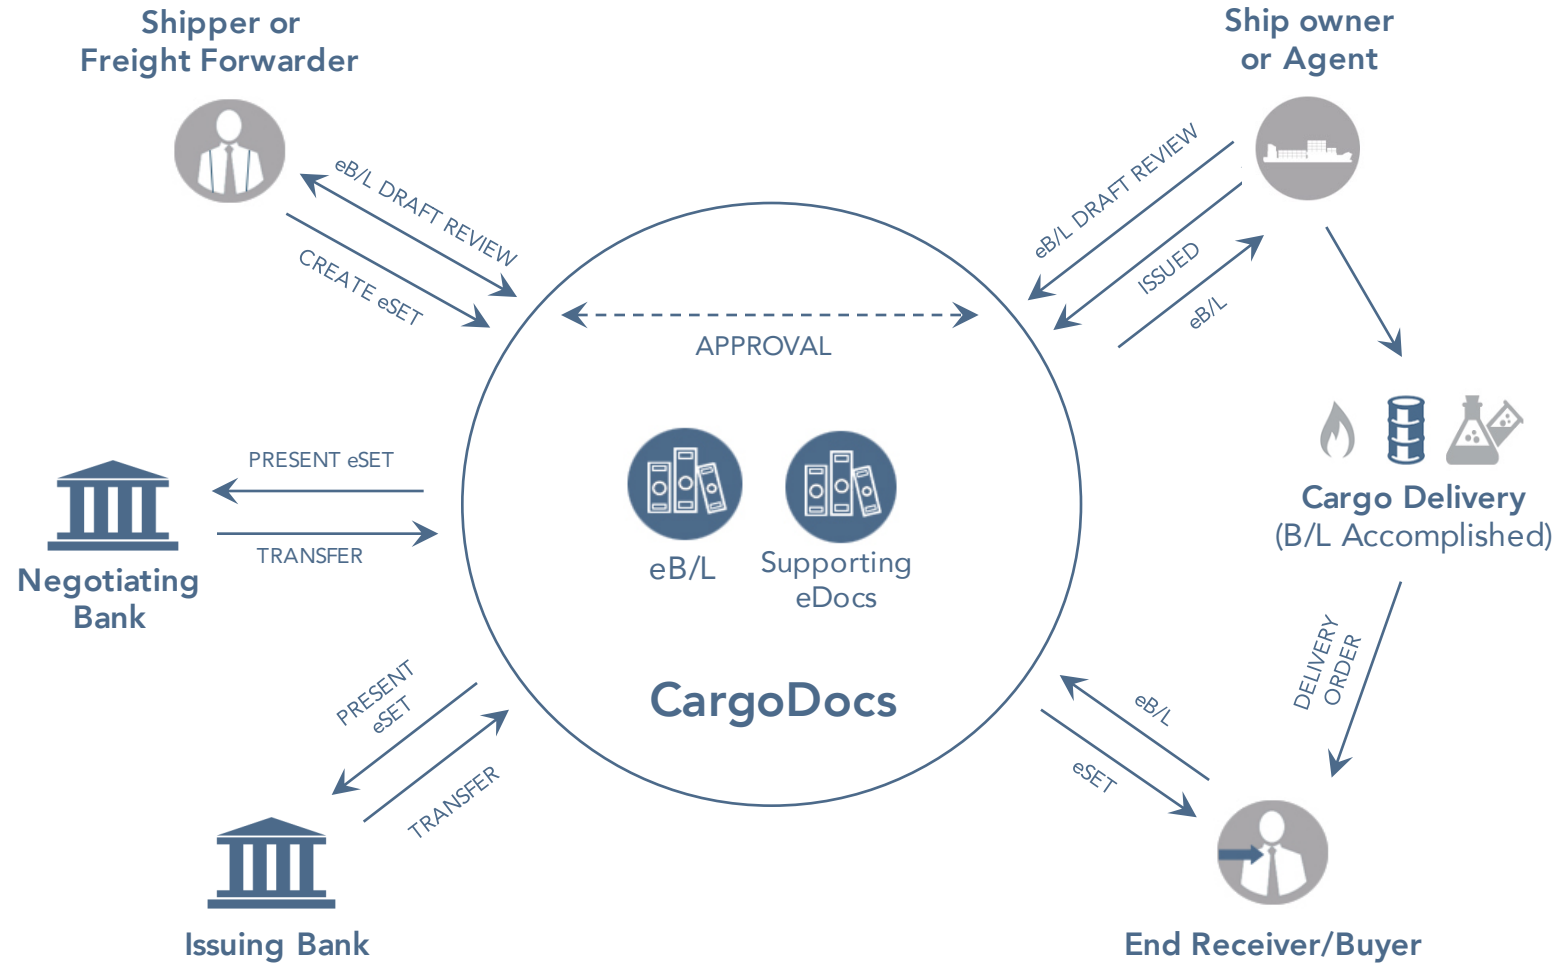 Shipper or
Freight Forwarder
Ship owner
or Agent
eB/L DRAFT REVIEW
CREATE eSET
eB/L DRAFT REVIEW
ISSUED
eB/L
APPROVAL
PRESENT eSET
TRANSFER
Negotiating
Bank
eB/L
Supporting
eDocs
CargoDocs
Cargo Delivery
(B/L Accomplished)
DELIVERY
ORDER
PRESENT
eSET
TRANSFER
Issuing Bank
eB/L
eSET
End Receiver/Buyer